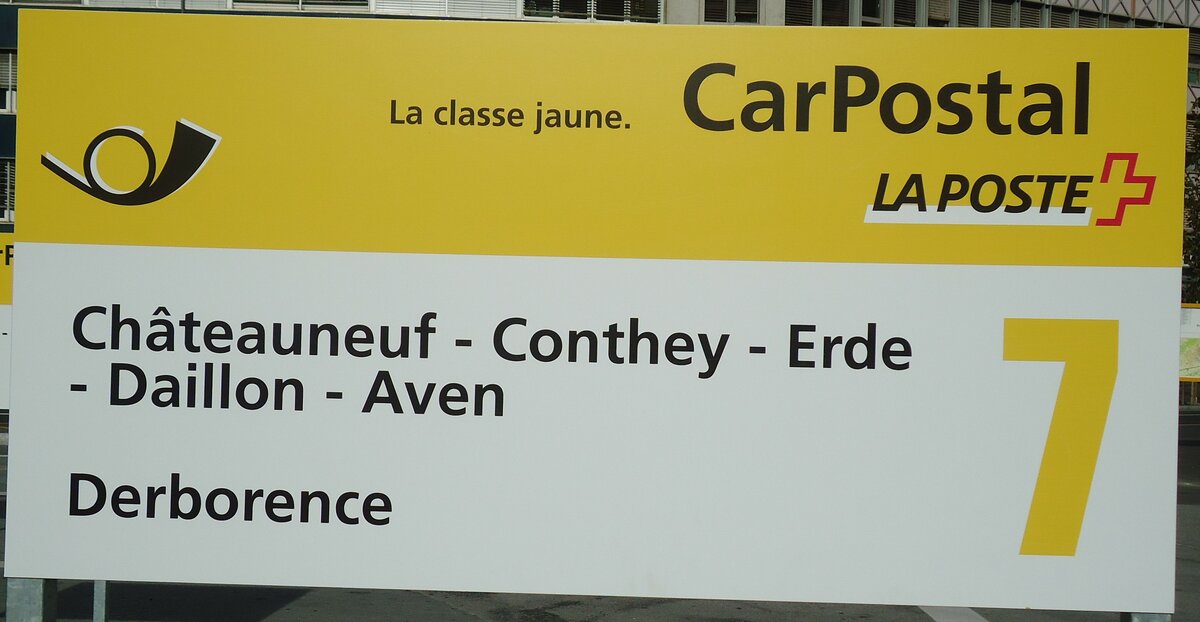 La classe jaune.
CarPostal
LA POSTE
Châteauneuf - Conthey - Erde
- Daillon - Aven
Derborence
7